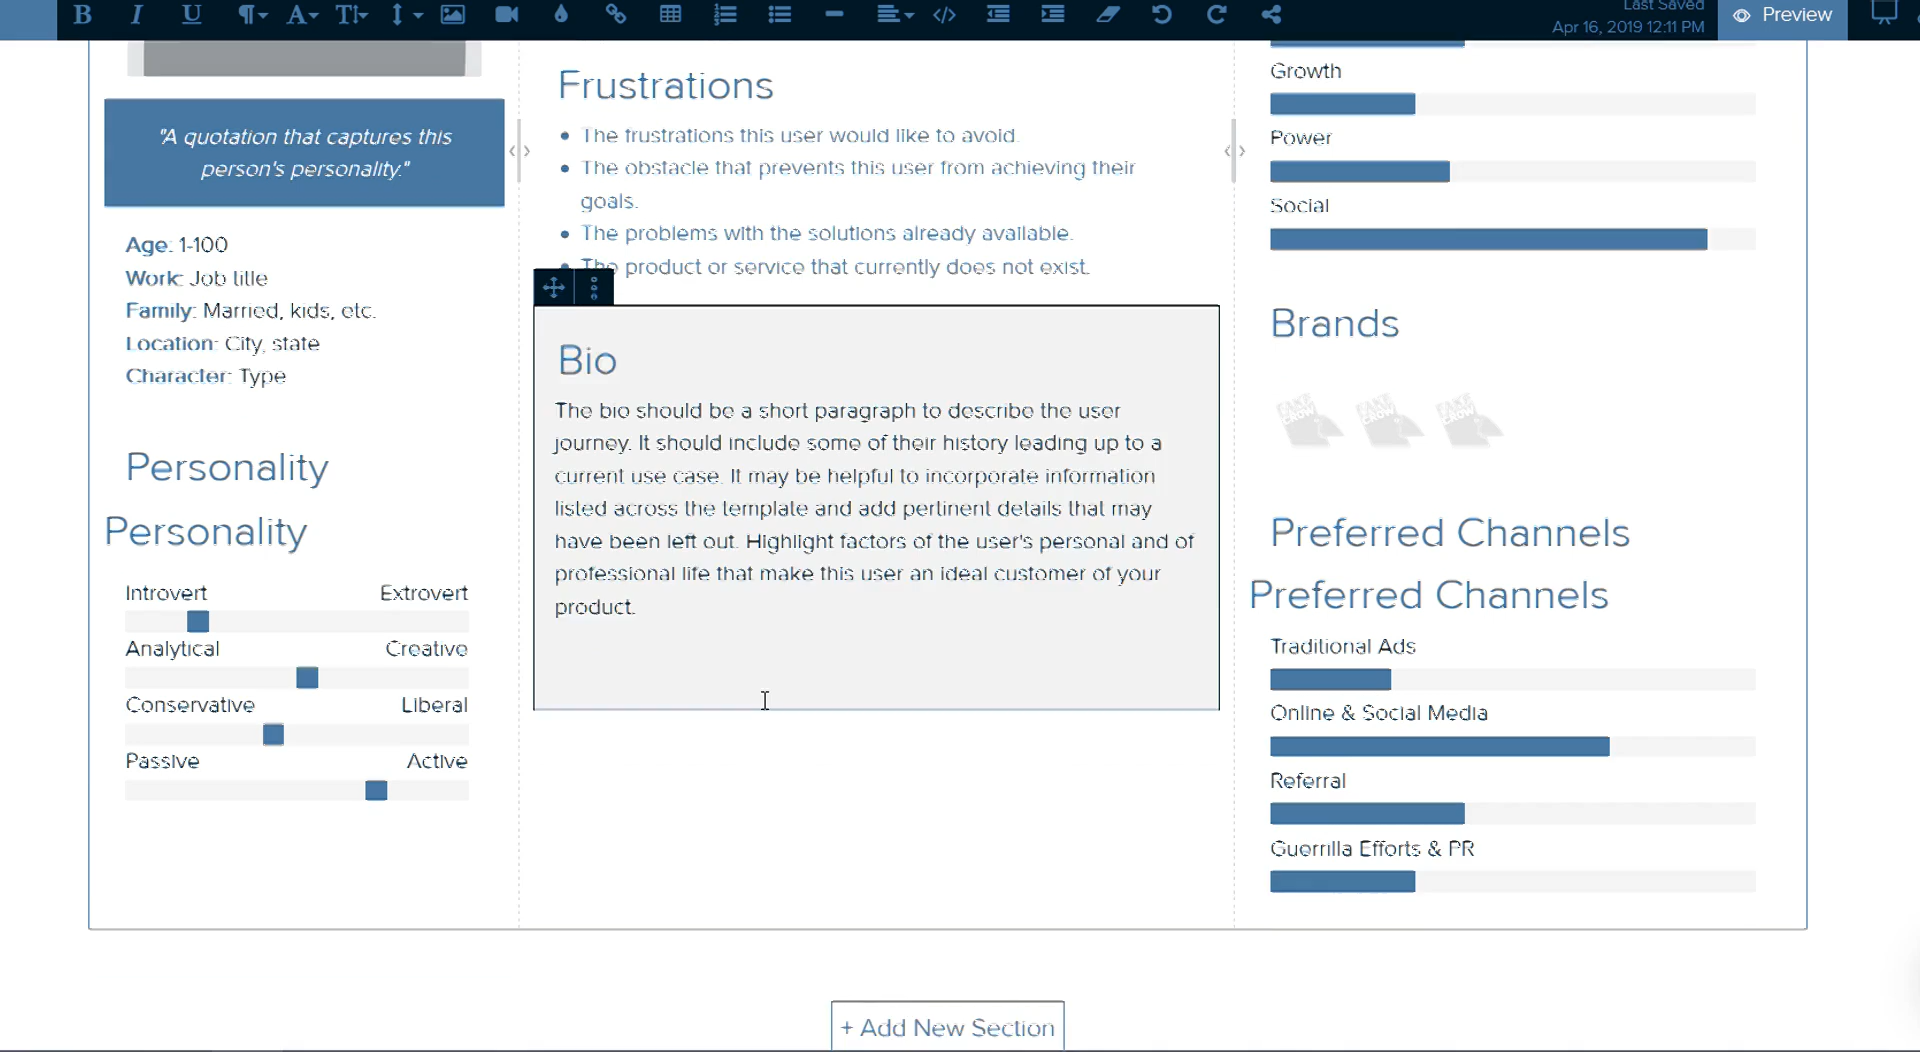 B I U
Last Saved
Apr 16, 2019 12:11 PM
Preview
"A quotation that captures this
person's personality."
Age: 1-100
Work: Job title
Family: Married, kids, etc.
Location: City, state
Character: Type
Personality
Personality
Introvert Extrovert
Analytical Creative
Conservative Liberal
Passive Active
Frustrations
• The frustrations this user would like to avoid.
• The obstacle that prevents this user from achieving their
goals.
• The problems with the solutions already available.
• The product or service that currently does not exist.
Bio
The bio should be a short paragraph to describe the user
journey. It should include some of their history leading up to a
current use case. It may be helpful to incorporate information
listed across the template and add pertinent details that may
have been left out. Highlight factors of the user's personal and of
professional life that make this user an ideal customer of your
product.
Growth
Power
Social
Brands
Preferred Channels
Preferred Channels
Traditional Ads
Online & Social Media
Referral
Guerrilla Efforts & PR
+ Add New Section